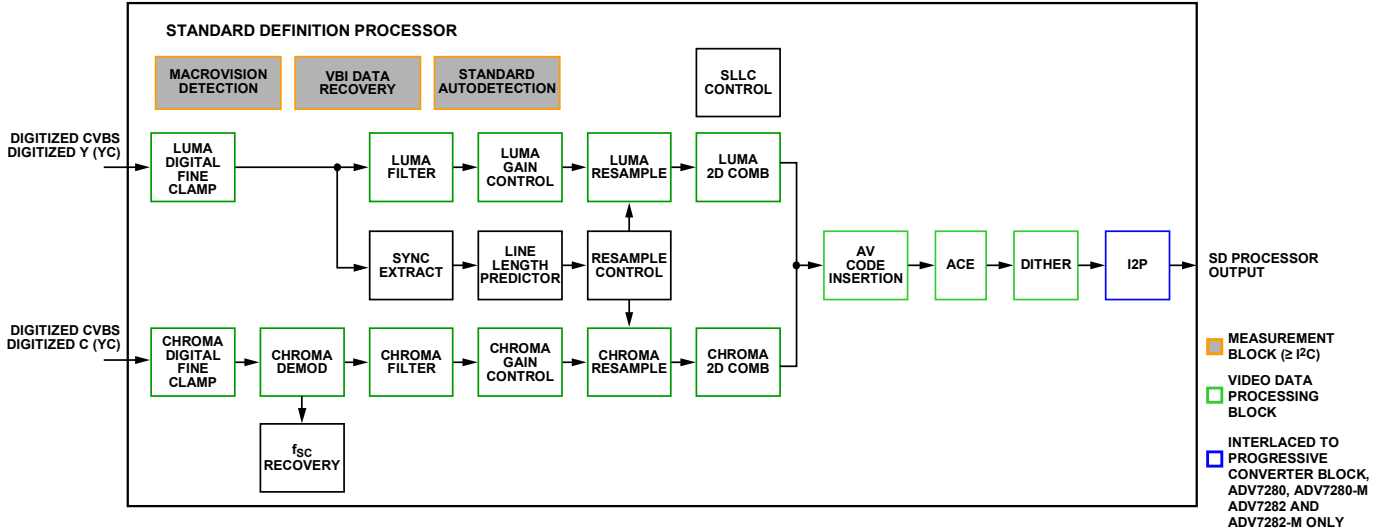 STANDARD DEFINITION PROCESSOR
MACROVISION
DETECTION
VBI DATA
RECOVERY
STANDARD
AUTODETECTION
SLLC
CONTROL
DIGITIZED CVBS
DIGITIZED Y (YC)
LUMA
DIGITAL
FINE
CLAMP
LUMA
FILTER
LUMA
GAIN
CONTROL
LUMA
RESAMPLE
LUMA
2D COMB
SYNC
EXTRACT
LINE
LENGTH
PREDICTOR
RESAMPLE
CONTROL
AV
CODE
INSERTION
ACE
DITHER
I2P
SD PROCESSOR
OUTPUT
DIGITIZED CVBS
DIGITIZED C (YC)
CHROMA
DIGITAL
FINE
CLAMP
CHROMA
DEMOD
CHROMA
FILTER
CHROMA
GAIN
CONTROL
CHROMA
RESAMPLE
CHROMA
2D COMB
fSC
RECOVERY
MEASUREMENT
BLOCK (≥ I2C)
VIDEO DATA
PROCESSING
BLOCK
INTERLACED TO
PROGRESSIVE
CONVERTER BLOCK,
ADV7280, ADV7280-M
ADV7282 AND
ADV7282-M ONLY